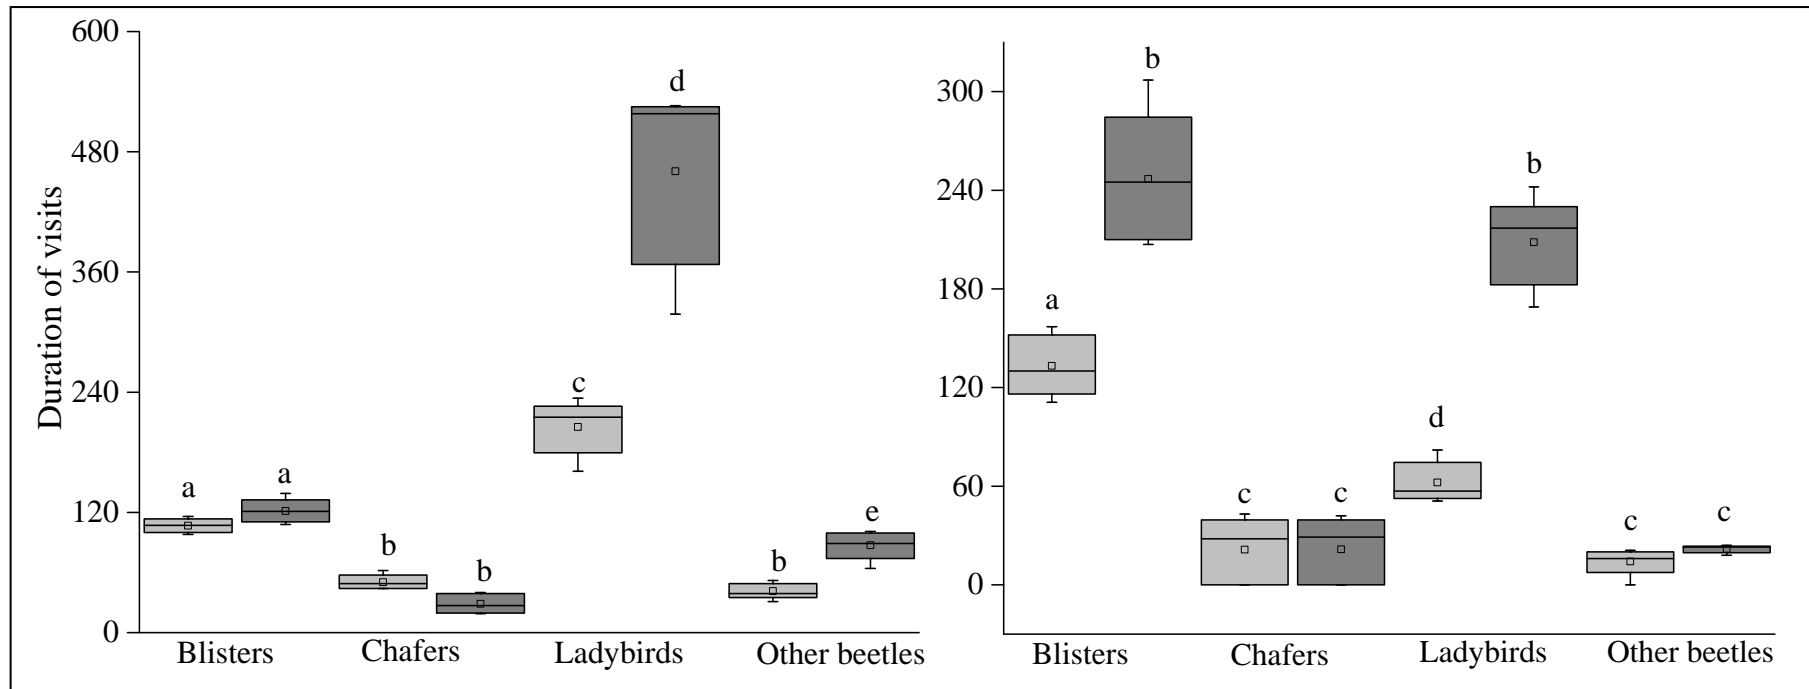 Duration of visits
600
480
360
240
120
0
a
a
b
b
c
d
b
e
Blisters
Chafers
Ladybirds
Other beetles
300
240
180
120
60
0
a
b
c
c
d
b
c
c
Blisters
Chafers
Ladybirds
Other beetles